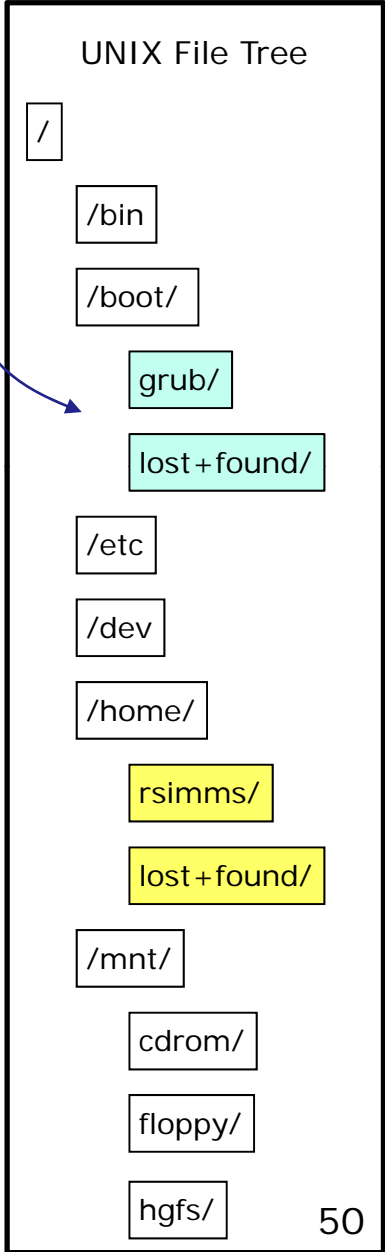 UNIX File Tree
/
/bin
/boot/
grub/
lost+found/
/etc
/dev
/home/
rsimms/
lost+found/
/mnt/
cdrom/
floppy/
hgfs/
50